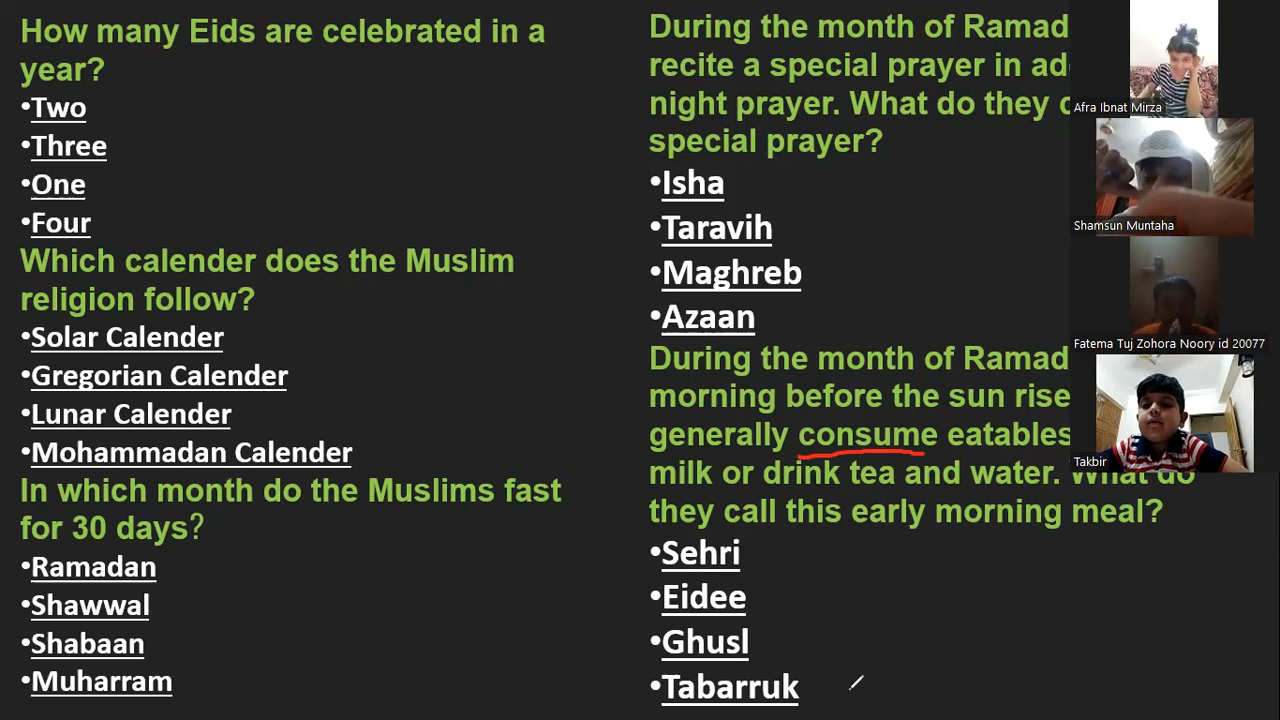 How many Eids are celebrated in a
year?
•Two
•Three
•One
•Four
Which calender does the Muslim
religion follow?
•Solar Calender
•Gregorian Calender
•Lunar Calender
•Mohammadan Calender
In which month do the Muslims fast
for 30 days?
•Ramadan
•Shawwal
•Shabaan
•Muharram
During the month of Ramad
recite a special prayer in ad
night prayer. What do they
special prayer?
•Isha
•Taravih
•Maghreb
•Azaan
During the month of Ramad
morning before the sun rise
generally consume eatables
milk or drink tea and water. What do
they call this early morning meal?
•Sehri
•Eidee
•Ghusl
•Tabarruk
Afra Ibnat Mirza
Shamsun Muntaha
Fatema Tuj Zohora Noory id 20077
Takbir